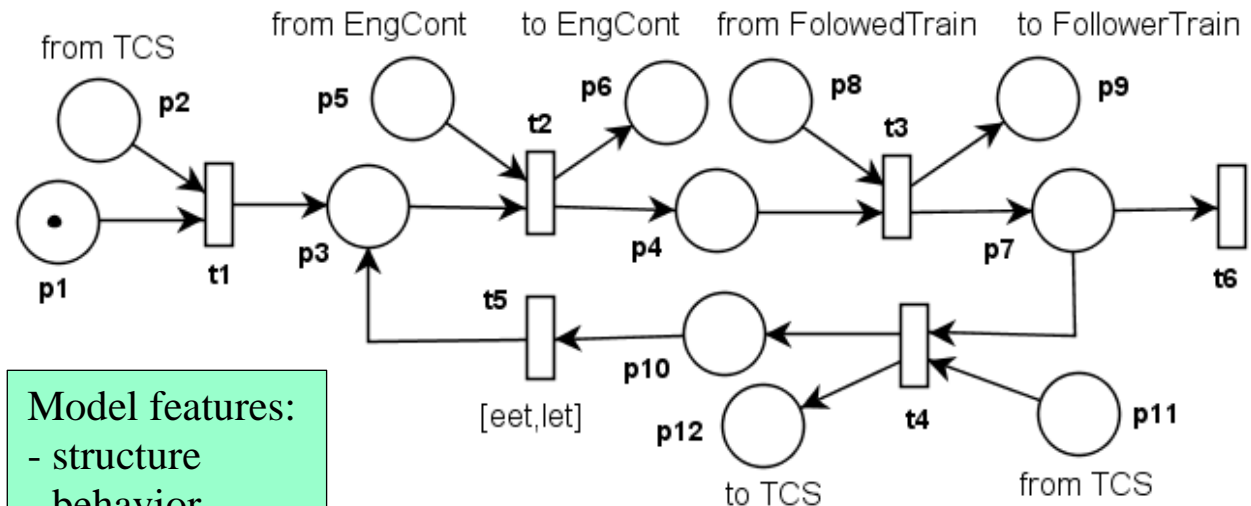 from EngCont to EngCont from FolowedTrain to FollowerTrain
from TCS
p2 p5 p6 p8 p9
t2 t3
p1 t1 p3 p4 p7 t6
t5
p10
[eet,let] p12 t4 p11
to TCS from TCS
Model features:
- structure
behavior